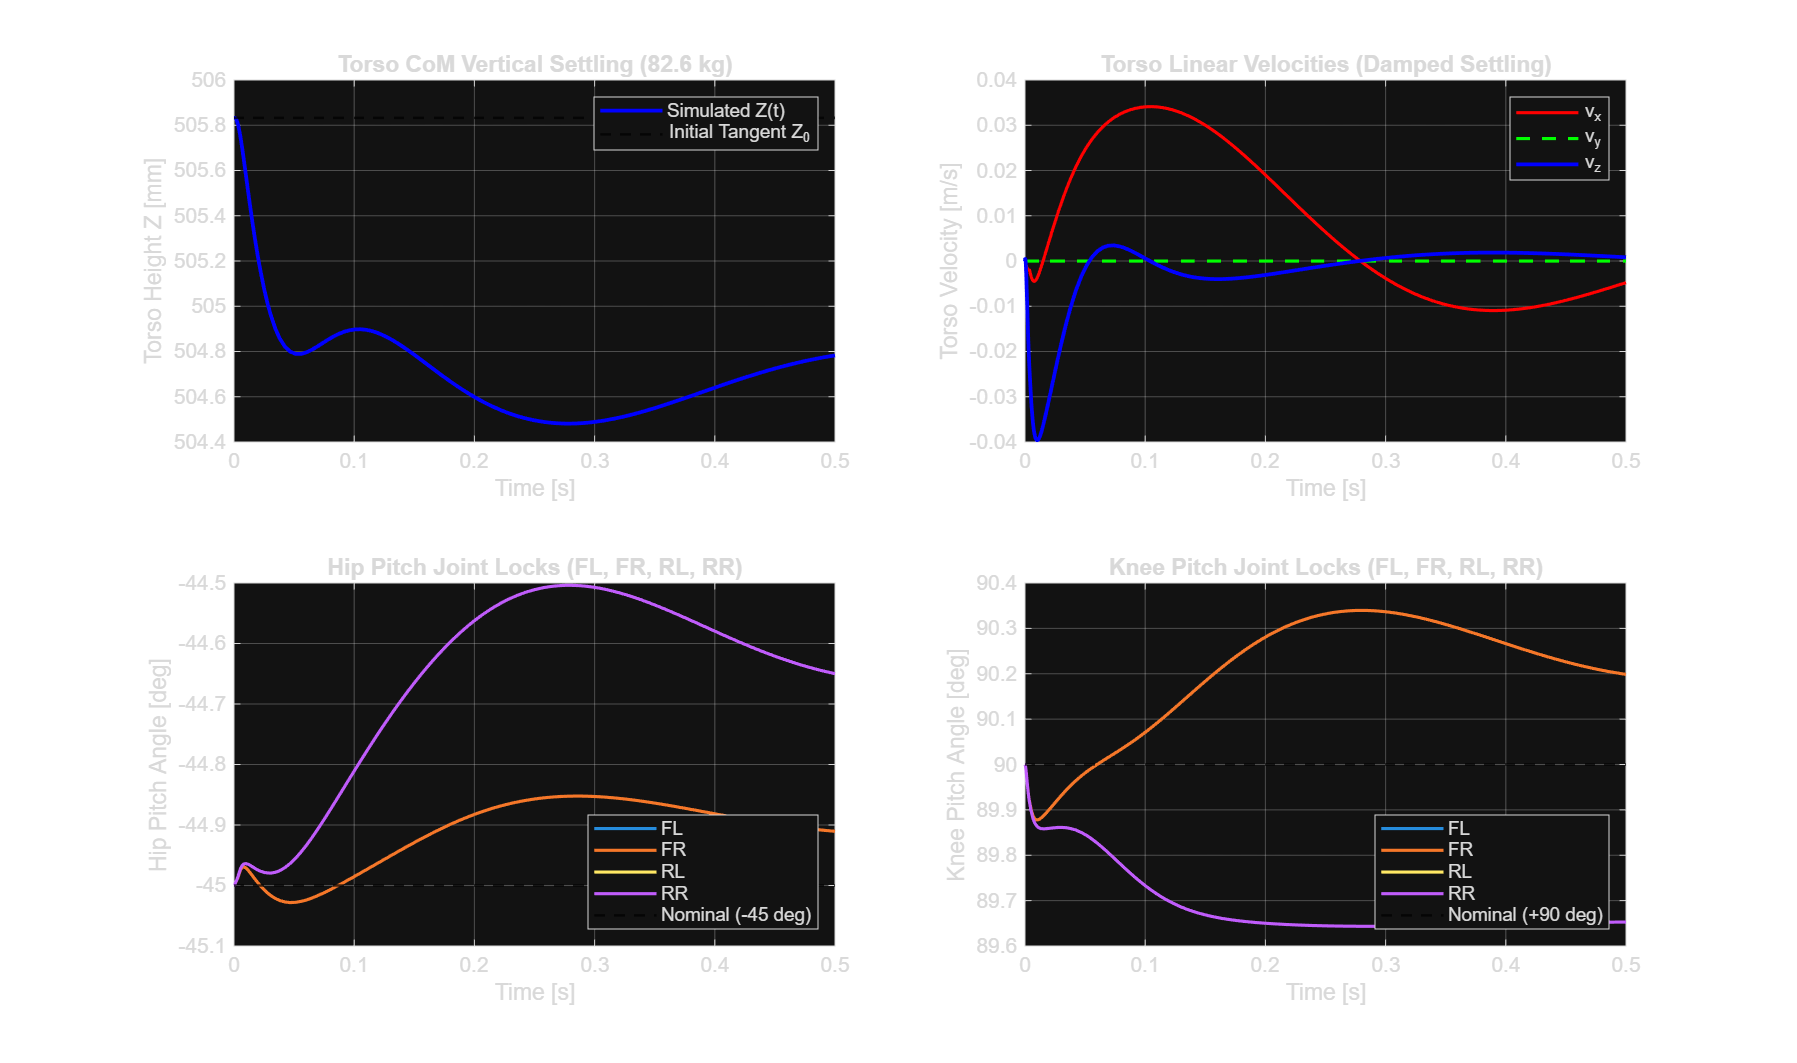 Torso CoM Vertical Settling (82.6 kg)
506
505.8
505.6
505.4
505.2
505
504.8
504.6
504.4
Torso Height Z [mm]
Simulated Z(t)
Initial Tangent Z0
0 0.1 0.2 0.3 0.4 0.5
Time [s]
Torso Linear Velocities (Damped Settling)
0.04
0.03
0.02
0.01
0
-0.01
-0.02
-0.03
-0.04
Torso Velocity [m/s]
vx
vy
vz
0 0.1 0.2 0.3 0.4 0.5
Time [s]
Hip Pitch Joint Locks (FL, FR, RL, RR)
-44.5
-44.6
-44.7
-44.8
-44.9
-45
-45.1
Hip Pitch Angle [deg]
FL
FR
RL
RR
Nominal (-45 deg)
0 0.1 0.2 0.3 0.4 0.5
Time [s]
Knee Pitch Joint Locks (FL, FR, RL, RR)
90.4
90.3
90.2
90.1
90
89.9
89.8
89.7
89.6
Knee Pitch Angle [deg]
FL
FR
RL
RR
Nominal (+90 deg)
0 0.1 0.2 0.3 0.4 0.5
Time [s]